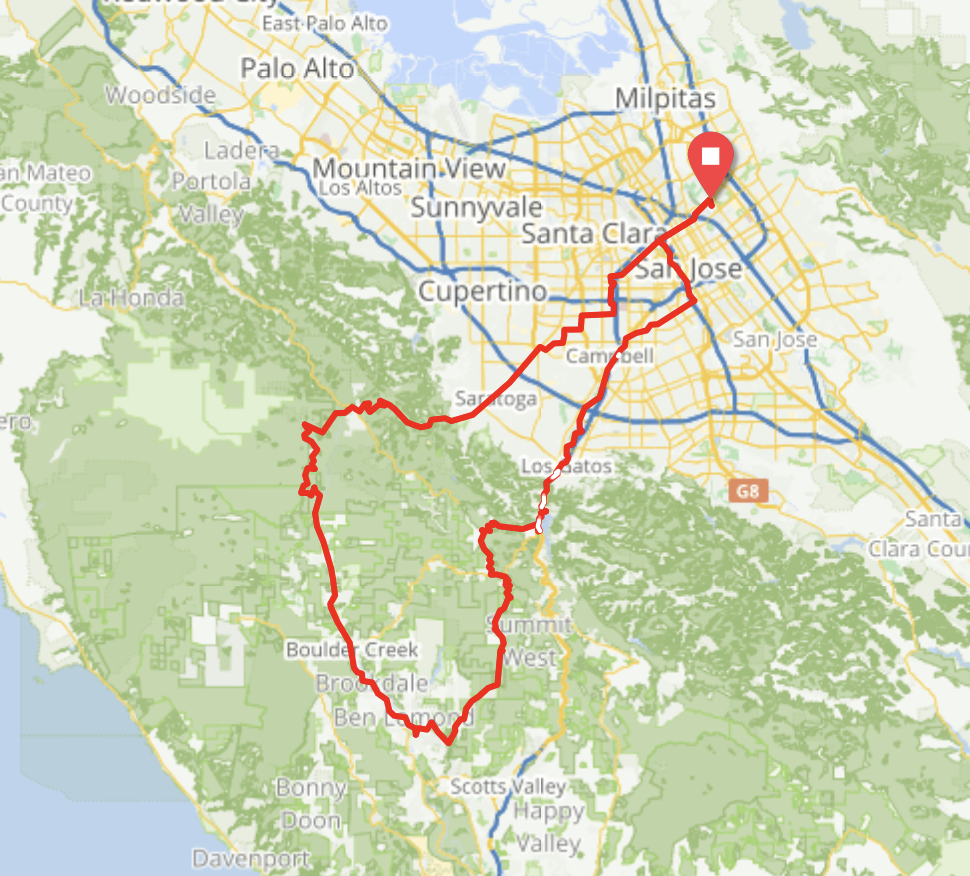 East Palo Alto
Palo Alto
Woodside
Milpitas
Ladera
San Mateo
County
Portola
Valley
Mountain View
Los Altos
Sunnyvale
Santa Clara
San Jose
La Honda
Cupertino
San Jose
Campbell
Saratoga
Los Gatos
G8
Santa
Clara Coun
Summit
West
Boulder Creek
Brookdale
Ben Lomond
Scotts Valley
Bonny
Doon
Happy
Valley
Davenport